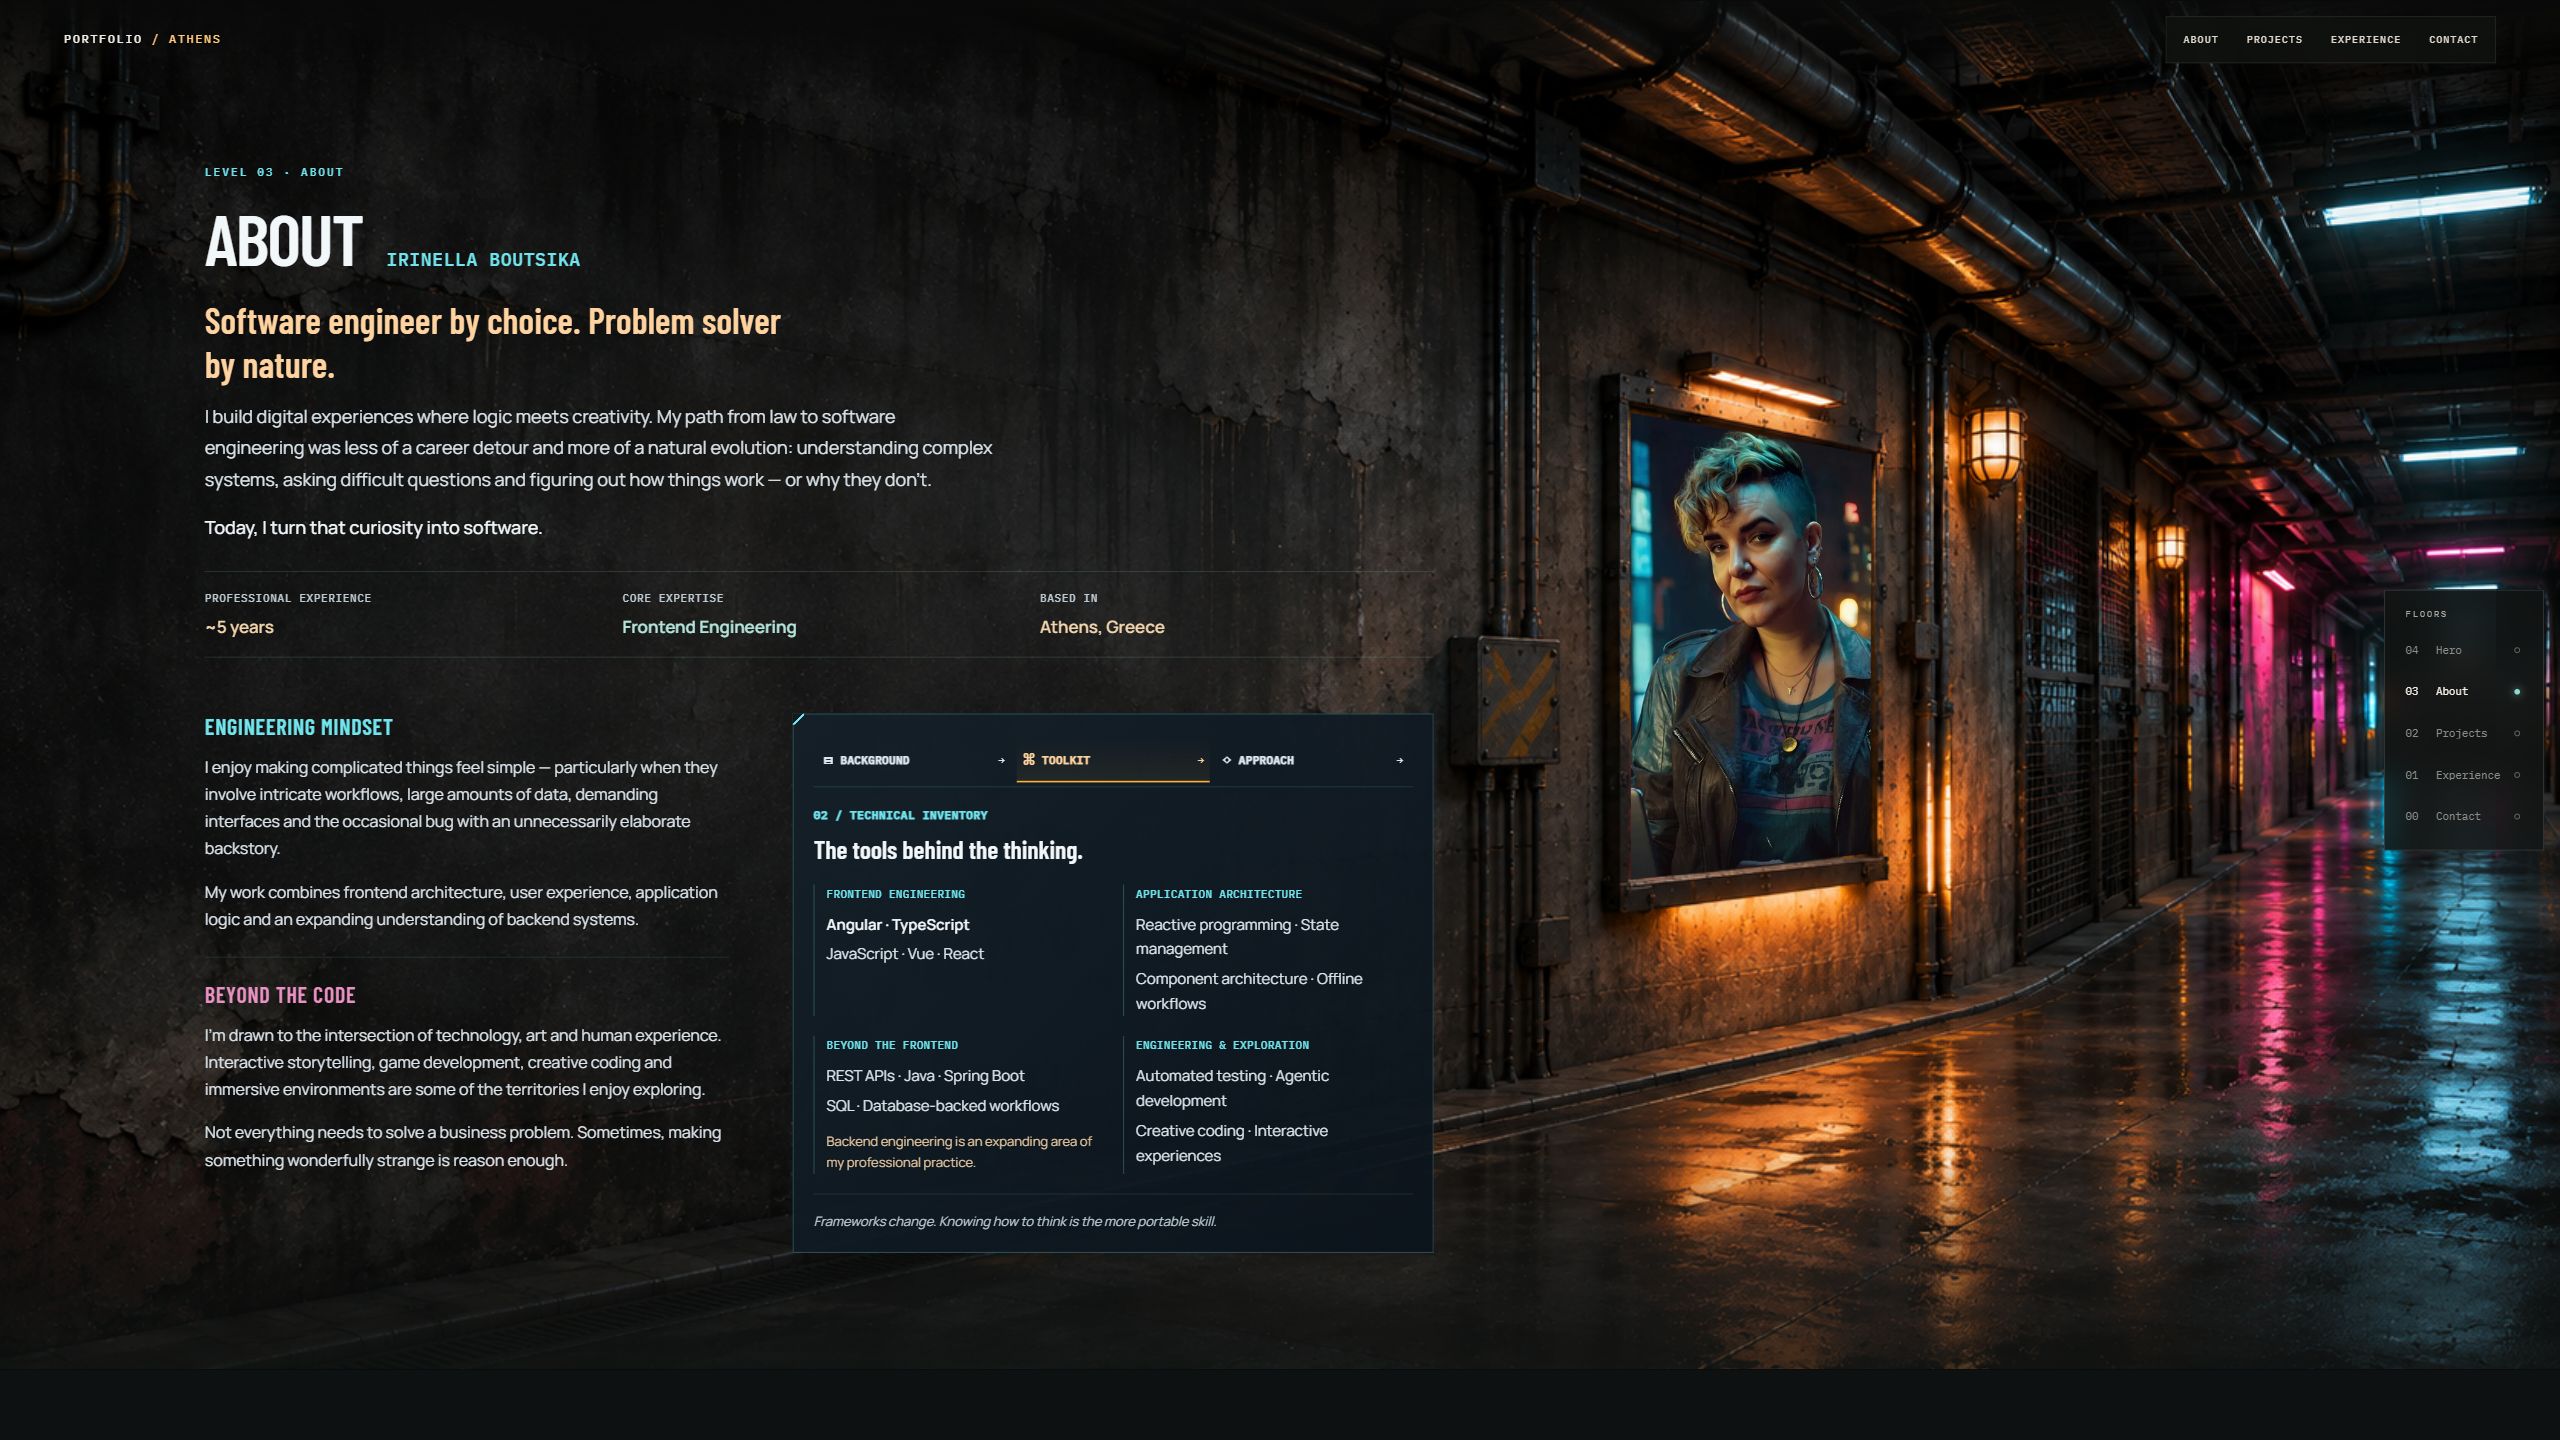 PORTFOLIO / ATHENS
ABOUT PROJECTS EXPERIENCE CONTACT
LEVEL 03 · ABOUT
ABOUT IRINELLA BOUTSIKA
Software engineer by choice. Problem solver
by nature.
I build digital experiences where logic meets creativity. My path from law to software
engineering was less of a career detour and more of a natural evolution: understanding complex
systems, asking difficult questions and figuring out how things work — or why they don't.
Today, I turn that curiosity into software.
PROFESSIONAL EXPERIENCE
~5 years
CORE EXPERTISE
Frontend Engineering
BASED IN
Athens, Greece
ENGINEERING MINDSET
I enjoy making complicated things feel simple — particularly when they
involve intricate workflows, large amounts of data, demanding
interfaces and the occasional bug with an unnecessarily elaborate
backstory.
My work combines frontend architecture, user experience, application
logic and an expanding understanding of backend systems.
BEYOND THE CODE
I'm drawn to the intersection of technology, art and human experience.
Interactive storytelling, game development, creative coding and
immersive environments are some of the territories I enjoy exploring.
Not everything needs to solve a business problem. Sometimes, making
something wonderfully strange is reason enough.
BACKGROUND → ⌘ TOOLKIT → ◇ APPROACH →
02 / TECHNICAL INVENTORY
The tools behind the thinking.
FRONTEND ENGINEERING
Angular · TypeScript
JavaScript · Vue · React
APPLICATION ARCHITECTURE
Reactive programming · State
management
Component architecture · Offline
workflows
BEYOND THE FRONTEND
REST APIs · Java · Spring Boot
SQL · Database-backed workflows
Backend engineering is an expanding area of
my professional practice.
ENGINEERING & EXPLORATION
Automated testing · Agentic
development
Creative coding · Interactive
experiences
Frameworks change. Knowing how to think is the more portable skill.
FLOORS
04 Hero
03 About
02 Projects
01 Experience
00 Contact